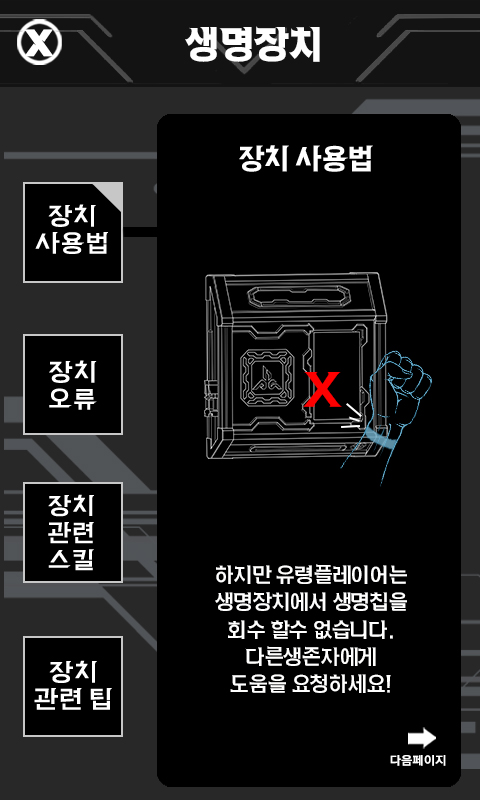 X
생명장치
장치 사용법
장치
사용법
장치
오류
장치
관련
스킬
장치
관련 팁
X
하지만 유령플레이어는
생명장치에서 생명칩을
회수 할수 없습니다.
다른생존자에게
도움을 요청하세요!
다음페이지